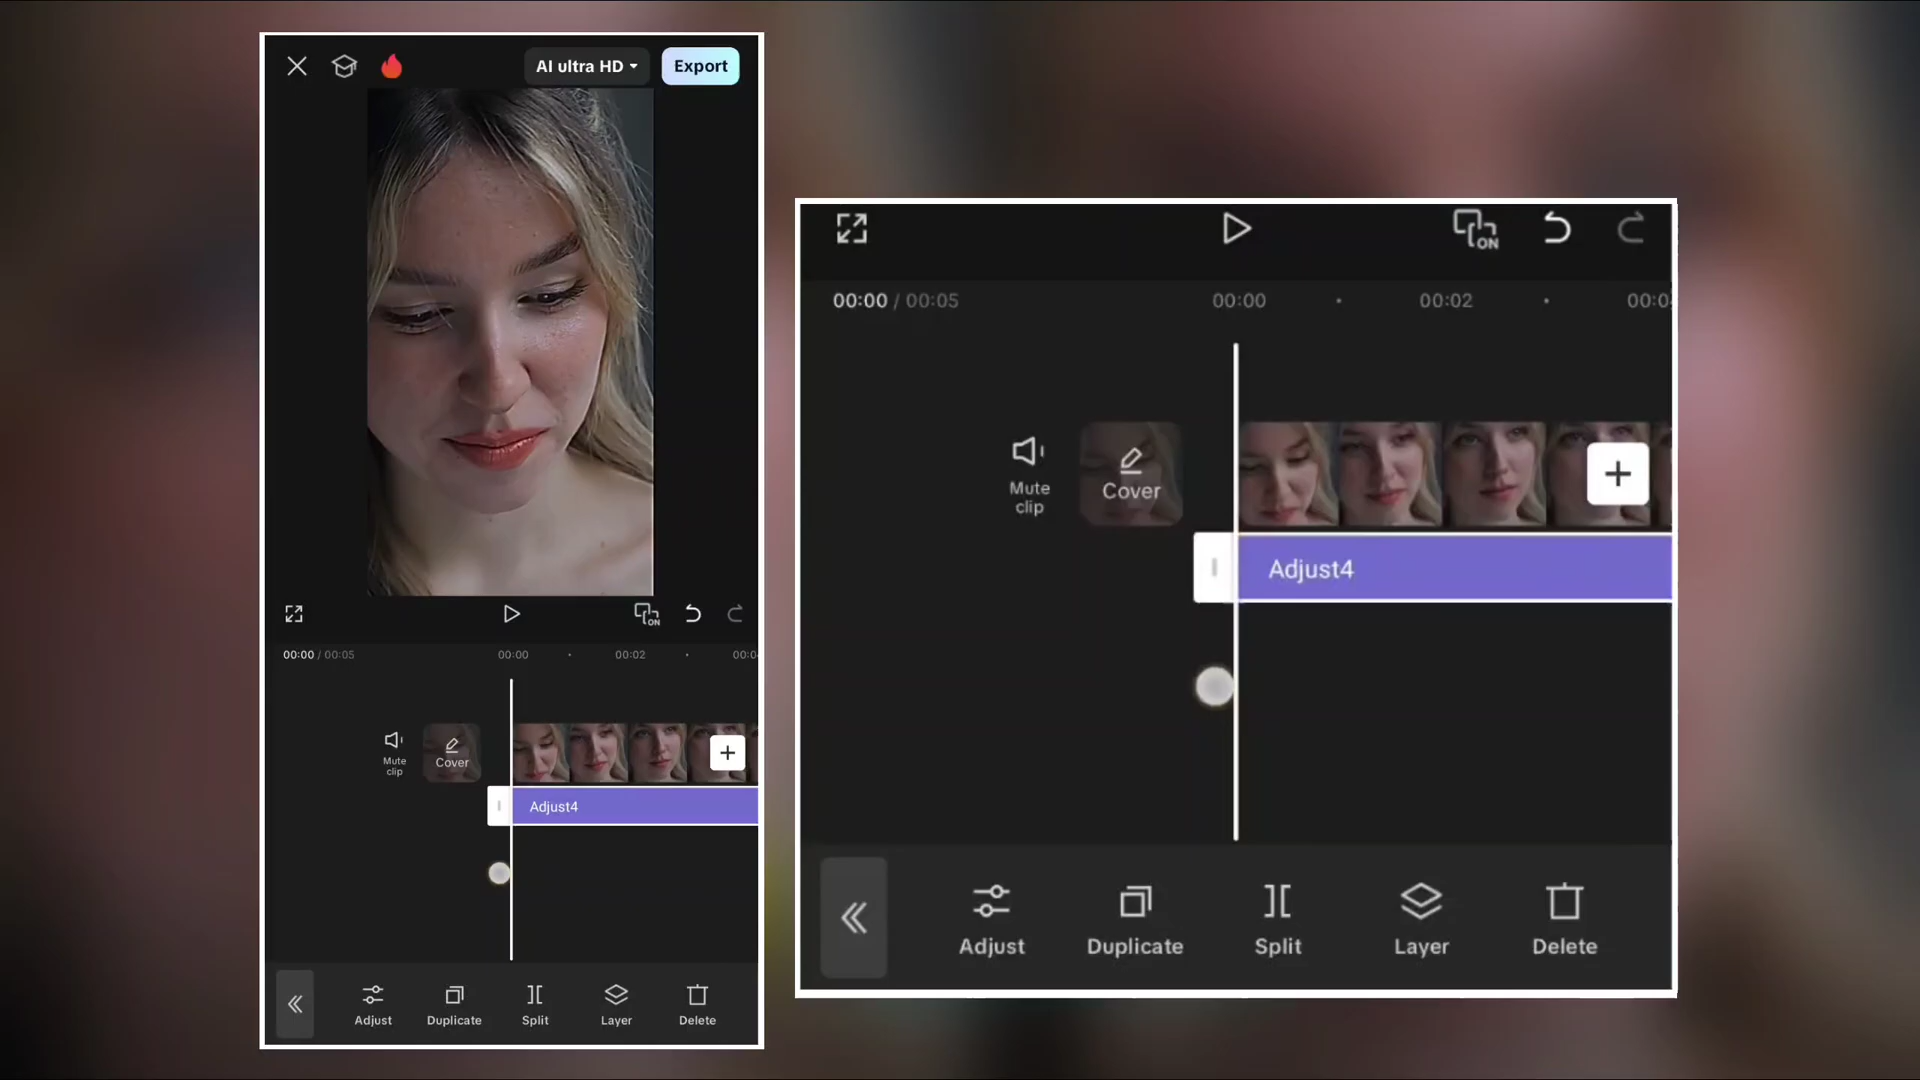 AI ultra HD
Export
ON
00:00 / 00:05
00:00
00:02
Mute
clip
Cover
Adjust4
Adjust
Duplicate
Split
Layer
Delete
ON
00:00 / 00:05
00:00
00:02
Mute
clip
Cover
Adjust4
Adjust
Duplicate
Split
Layer
Delete